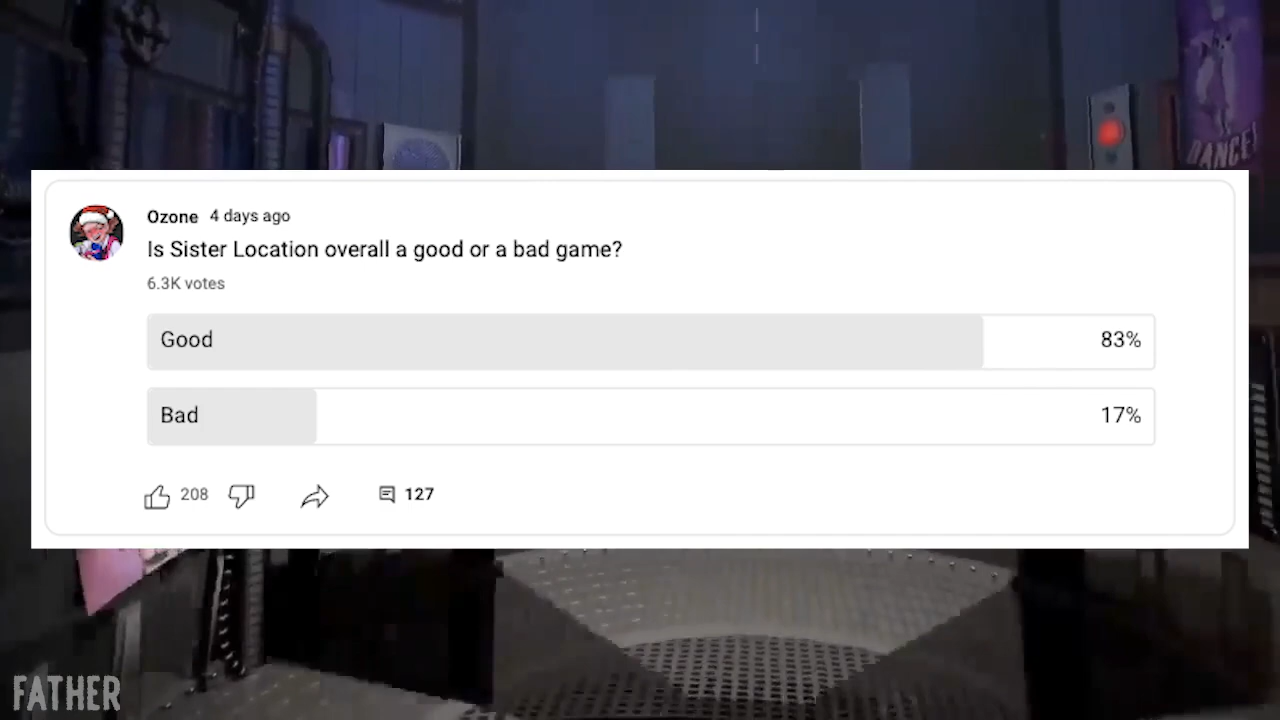 DANCE!
Ozone 4 days ago
Is Sister Location overall a good or a bad game?
6.3K votes
Good 83%
Bad 17%
208 127
FATHER